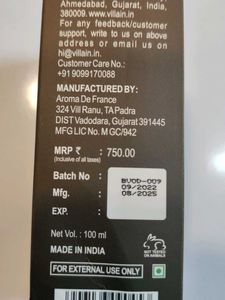 Ahmedabad, Gujarat, India,
380009. www.villain.in
For any feedback/customer
support, write to us on above
address or email us on
hi@villain.in.
Customer Care No.:
+91 9099170088
MANUFACTURED BY:
Aroma De France
324 Vill Ranu, TA Padra
DIST Vadodara, Gujarat 391445
MFG LIC No. M GC/942
MRP ₹ : 750.00
(Inclusive of all taxes)
Batch No : BVOD-009
Mfg. : 09/2022
EXP. : 08/2025
Net Vol. : 100 ml
MADE IN INDIA
NOT TESTED
ON ANIMALS
FOR EXTERNAL USE ONLY